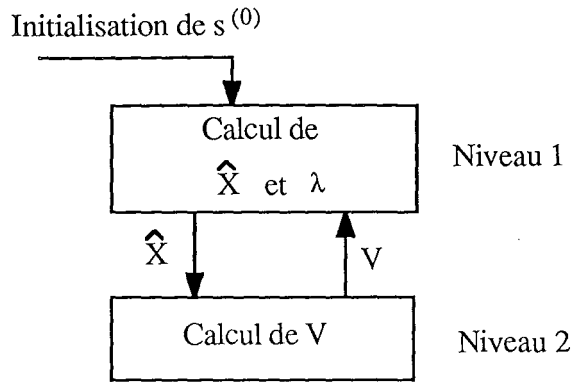 Initialisation de s⁽⁰⁾
Calcul de
X̂ et λ
Niveau 1
X̂
V
Calcul de V
Niveau 2